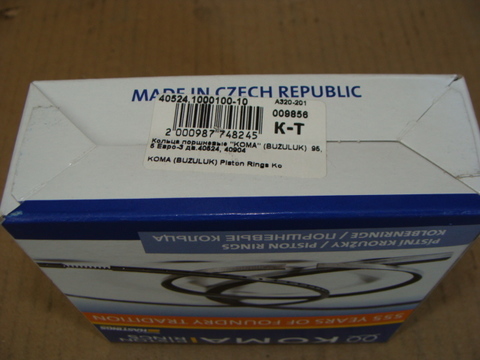 MADE IN CZECH REPUBLIC
40524.1000100-10
A320-201
009856
2 000987 748245
К-Т
Кольца поршневые "КОМА" (BUZULUK) 95,
5 Евро-3 дв.40524, 40904
KOMA (BUZULUK) Piston Rings Ko
PÍSTNÍ KROUŽKY / PISTON RINGS
KOLBENRINGE / ПОРШНЕВЫЕ КОЛЬЦА
555 YEARS OF FOUNDRY TRADITION
KOMA